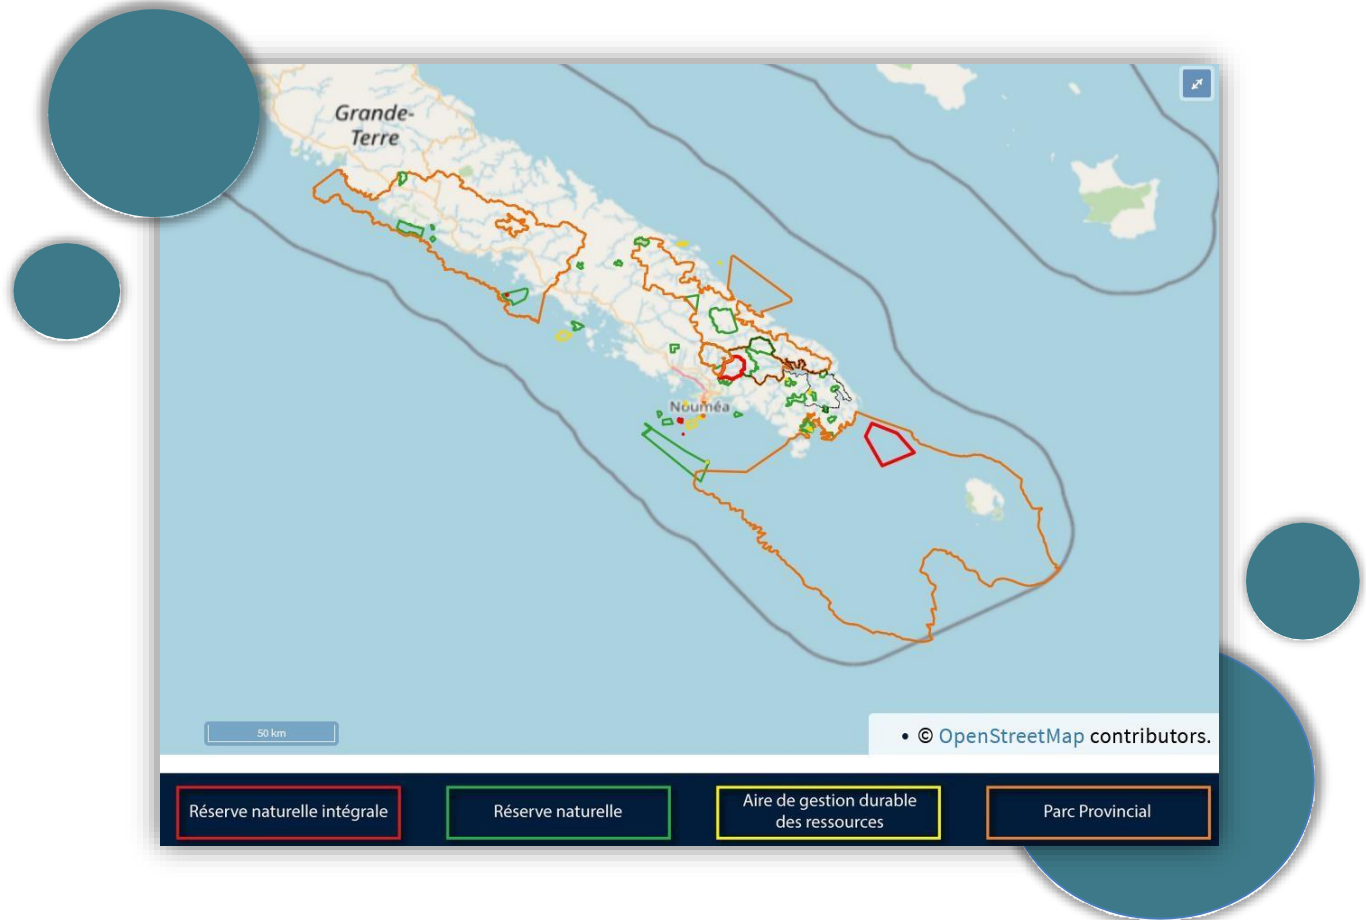 Grande-
Terre
Nouméa
50 km
• © OpenStreetMap contributors.
Réserve naturelle intégrale
Réserve naturelle
Aire de gestion durable
des ressources
Parc Provincial